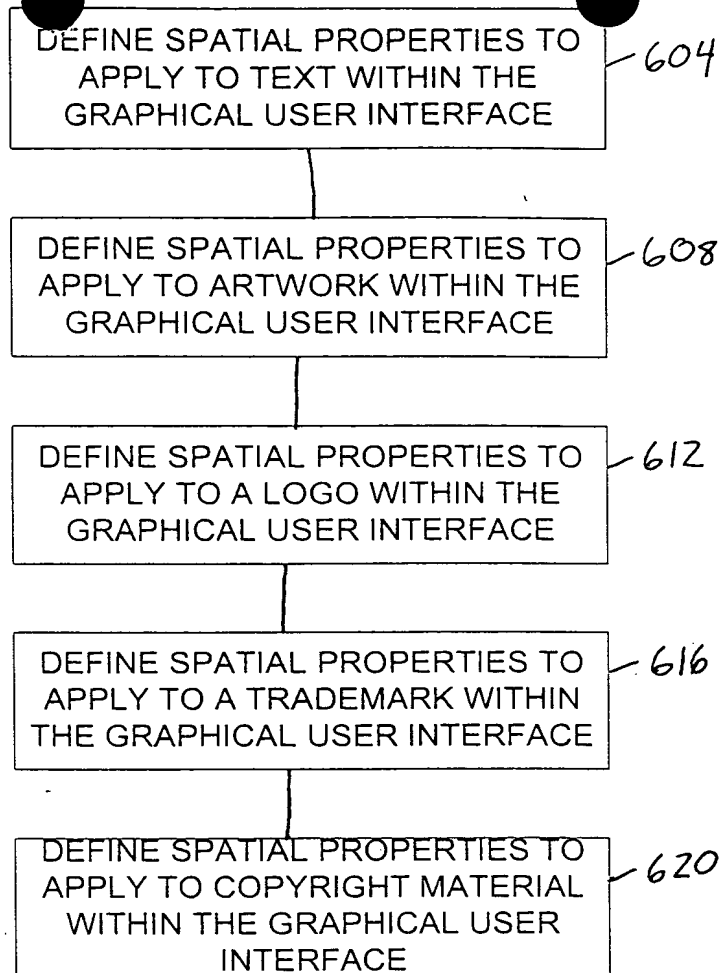 DEFINE SPATIAL PROPERTIES TO
APPLY TO TEXT WITHIN THE
GRAPHICAL USER INTERFACE
604
DEFINE SPATIAL PROPERTIES TO
APPLY TO ARTWORK WITHIN THE
GRAPHICAL USER INTERFACE
608
DEFINE SPATIAL PROPERTIES TO
APPLY TO A LOGO WITHIN THE
GRAPHICAL USER INTERFACE
612
DEFINE SPATIAL PROPERTIES TO
APPLY TO A TRADEMARK WITHIN
THE GRAPHICAL USER INTERFACE
616
DEFINE SPATIAL PROPERTIES TO
APPLY TO COPYRIGHT MATERIAL
WITHIN THE GRAPHICAL USER
INTERFACE
620